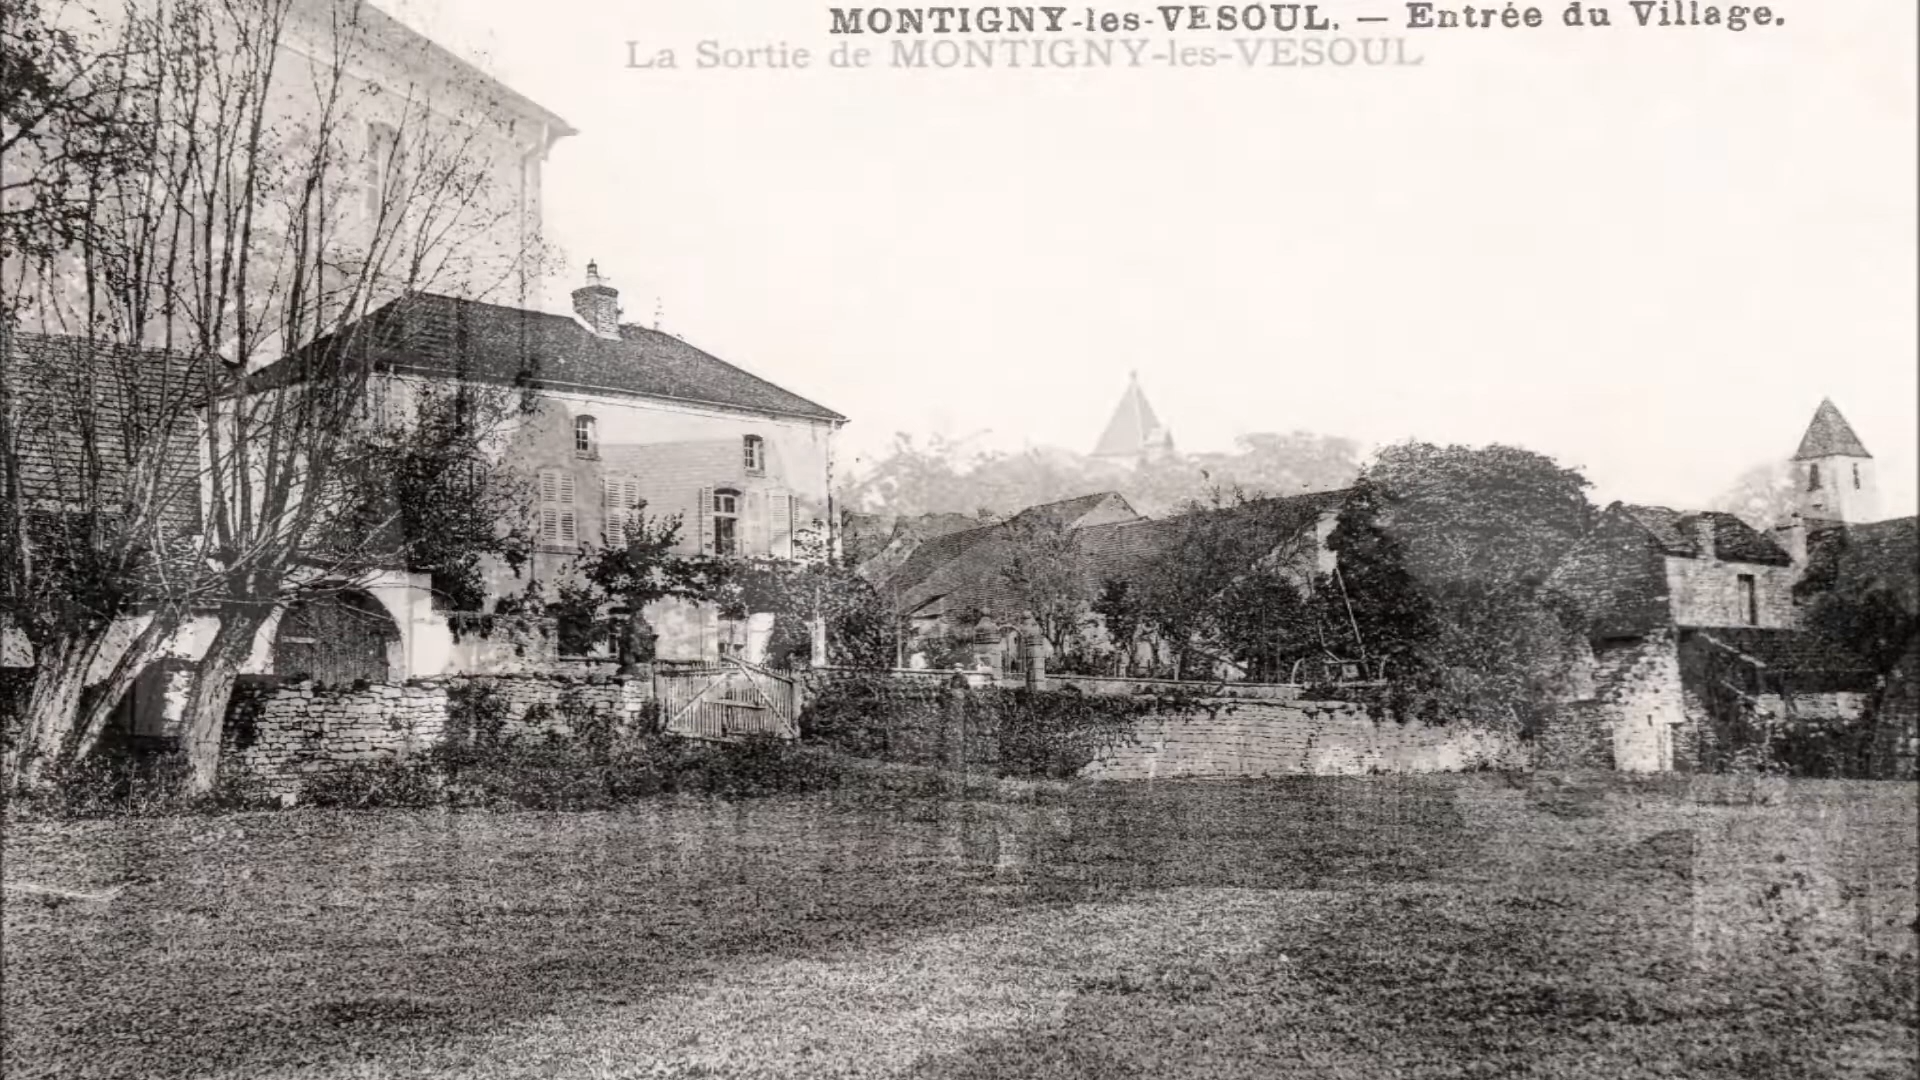 MONTIGNY-les-VESOUL. — Entrée du Village.
La Sortie de MONTIGNY-les-VESOUL